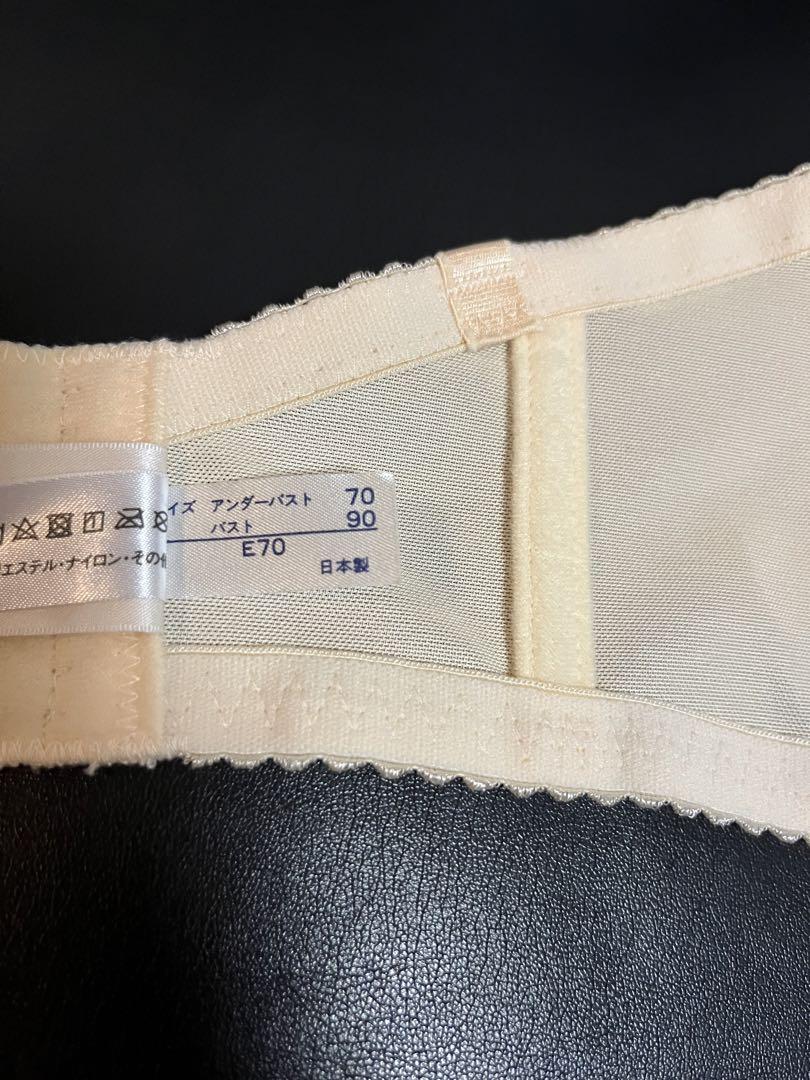 イズ アンダーバスト 70
バスト 90
E70
日本製
エステル・ナイロン・その他